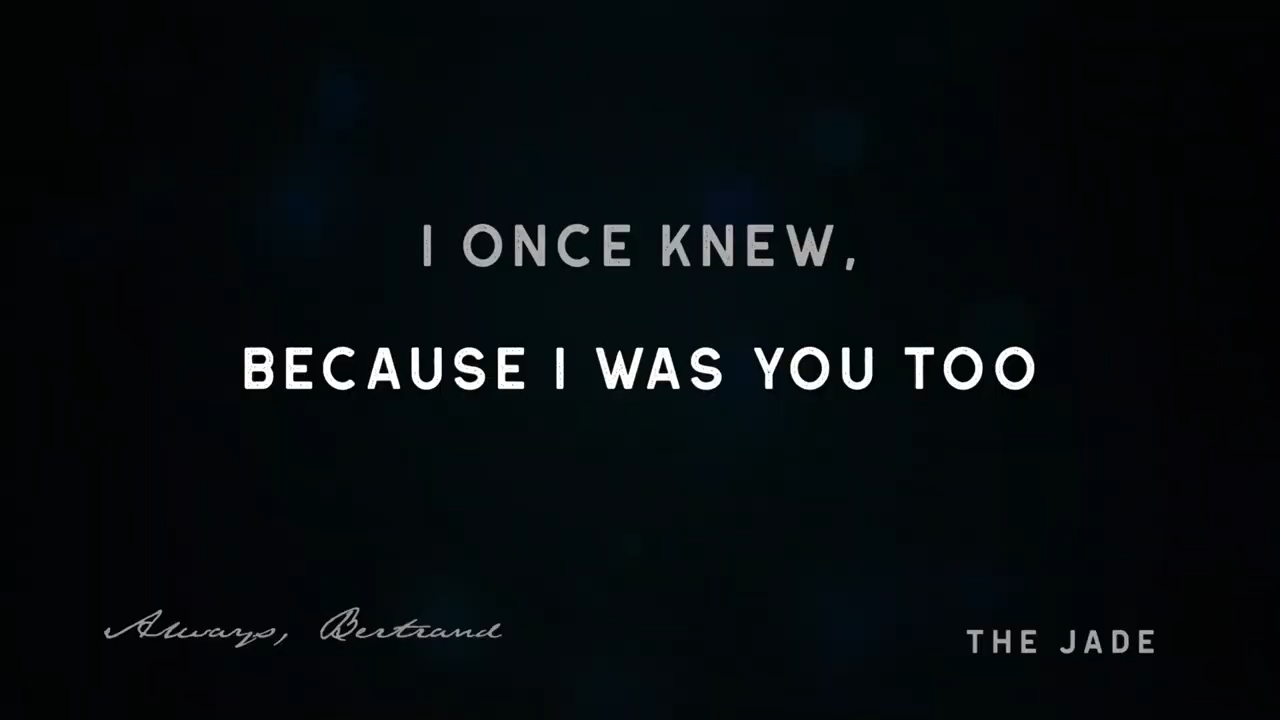 I ONCE KNEW,
BECAUSE I WAS YOU TOO
Always, Bertrand
THE JADE